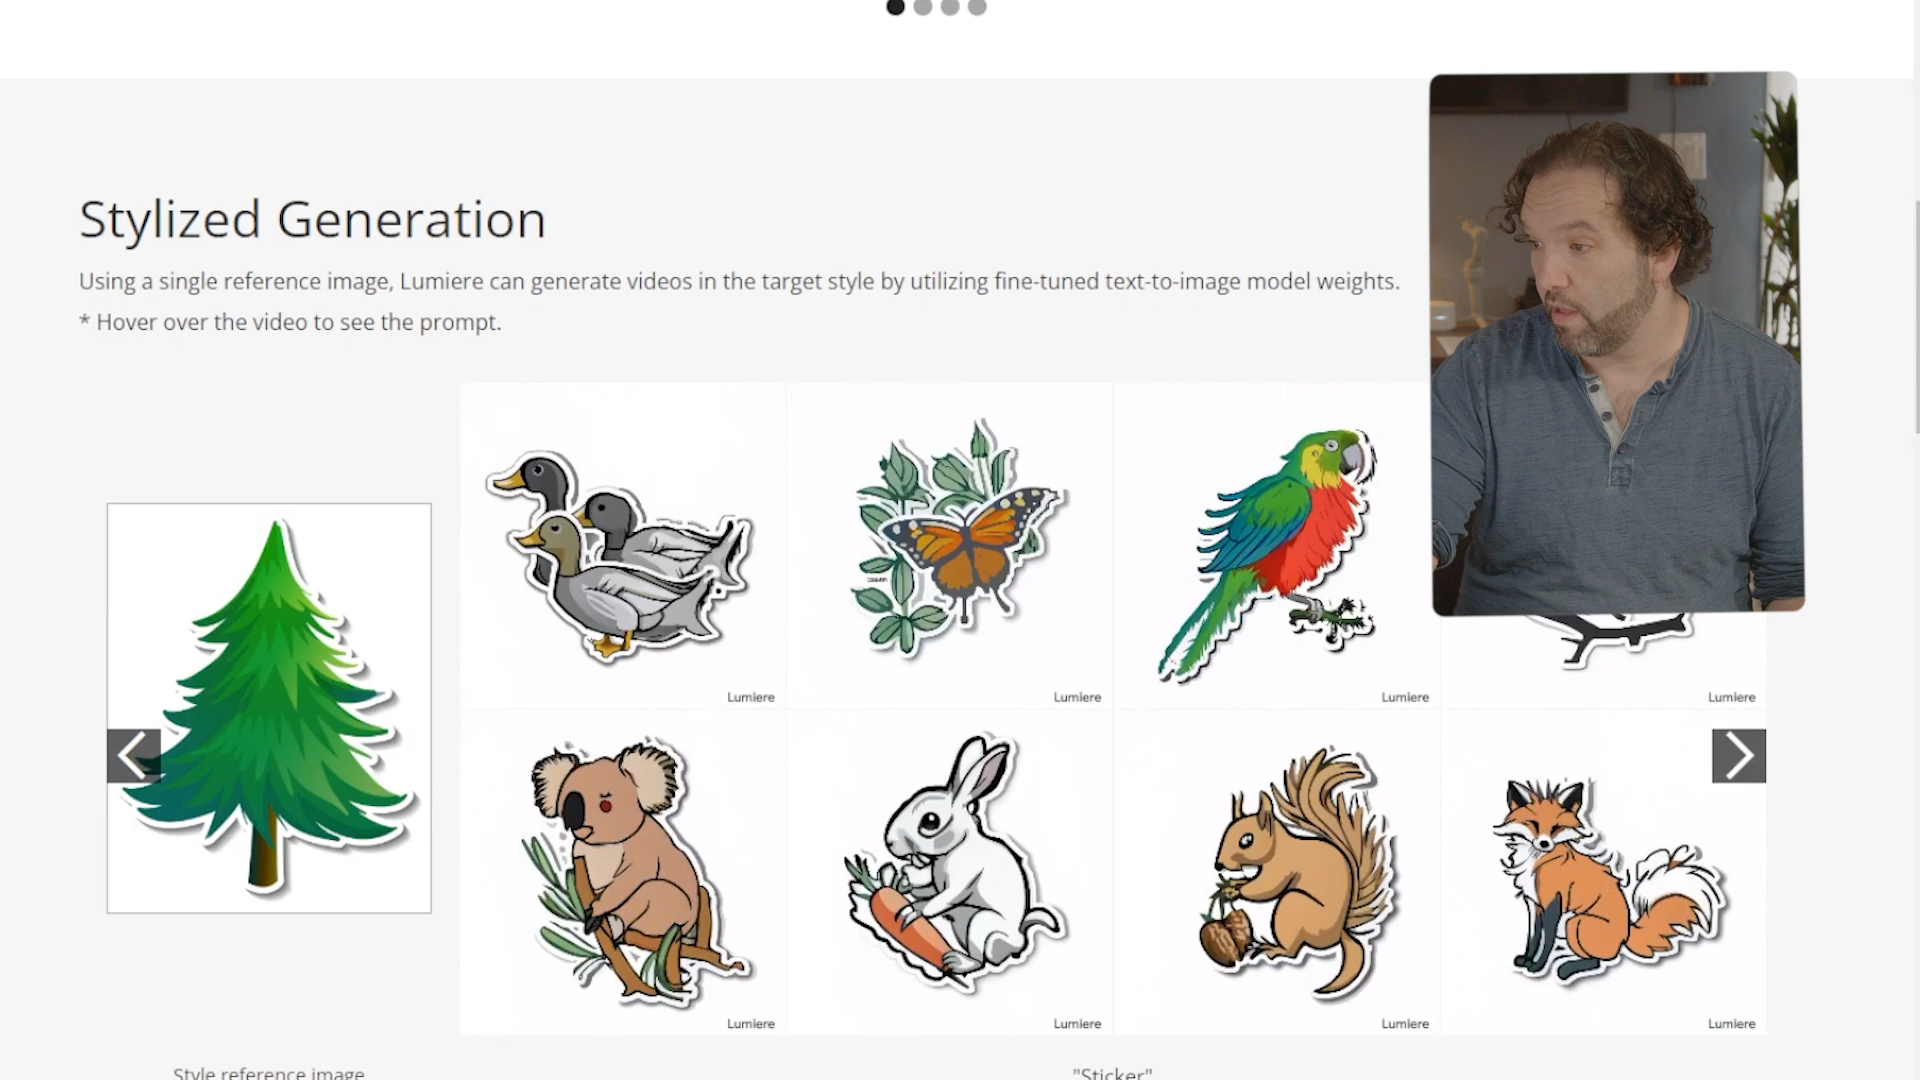 Stylized Generation
Using a single reference image, Lumiere can generate videos in the target style by utilizing fine-tuned text-to-image model weights.
* Hover over the video to see the prompt.
Lumiere
Lumiere
Lumiere
Lumiere
Lumiere
Lumiere
Lumiere
Lumiere
Style reference image
"Sticker"